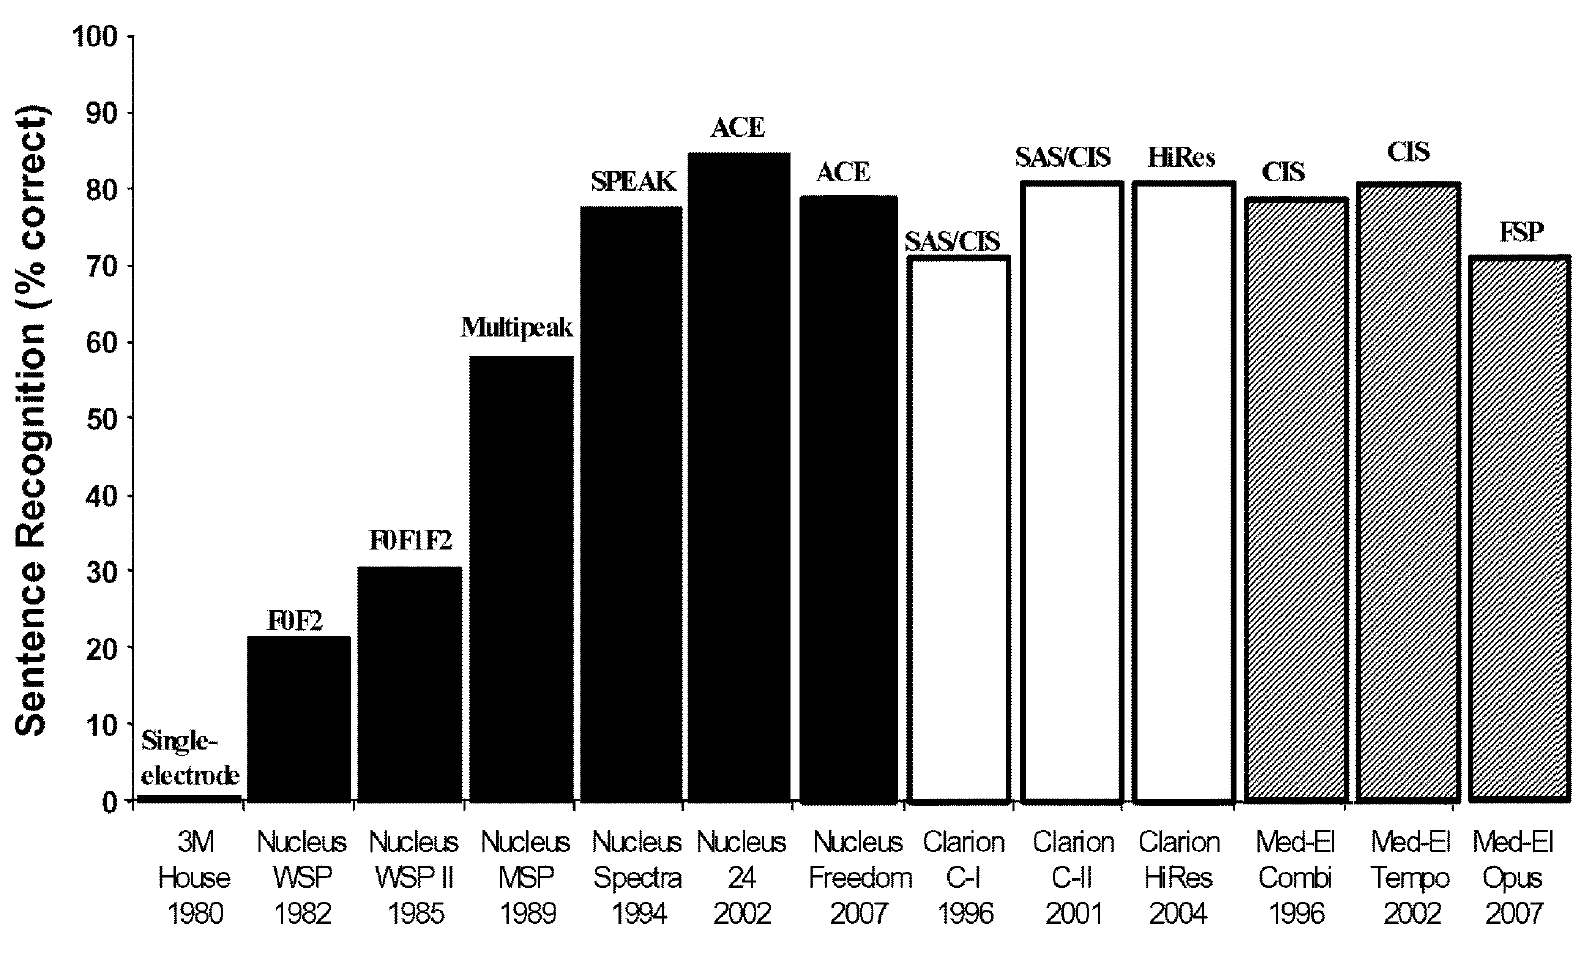 Sentence Recognition (% correct)
100
90
80
70
60
50
40
30
20
10
0
Single-
electrode
F0F2
F0F1F2
Multipeak
SPEAK
ACE
ACE
SAS/CIS
SAS/CIS
HiRes
CIS
CIS
FSP
3M
House
1980
Nucleus
WSP
1982
Nucleus
WSP II
1985
Nucleus
MSP
1989
Nucleus
Spectra
1994
Nucleus
24
2002
Nucleus
Freedom
2007
Clarion
C-I
1996
Clarion
C-II
2001
Clarion
HiRes
2004
Med-El
Combi
1996
Med-El
Tempo
2002
Med-El
Opus
2007